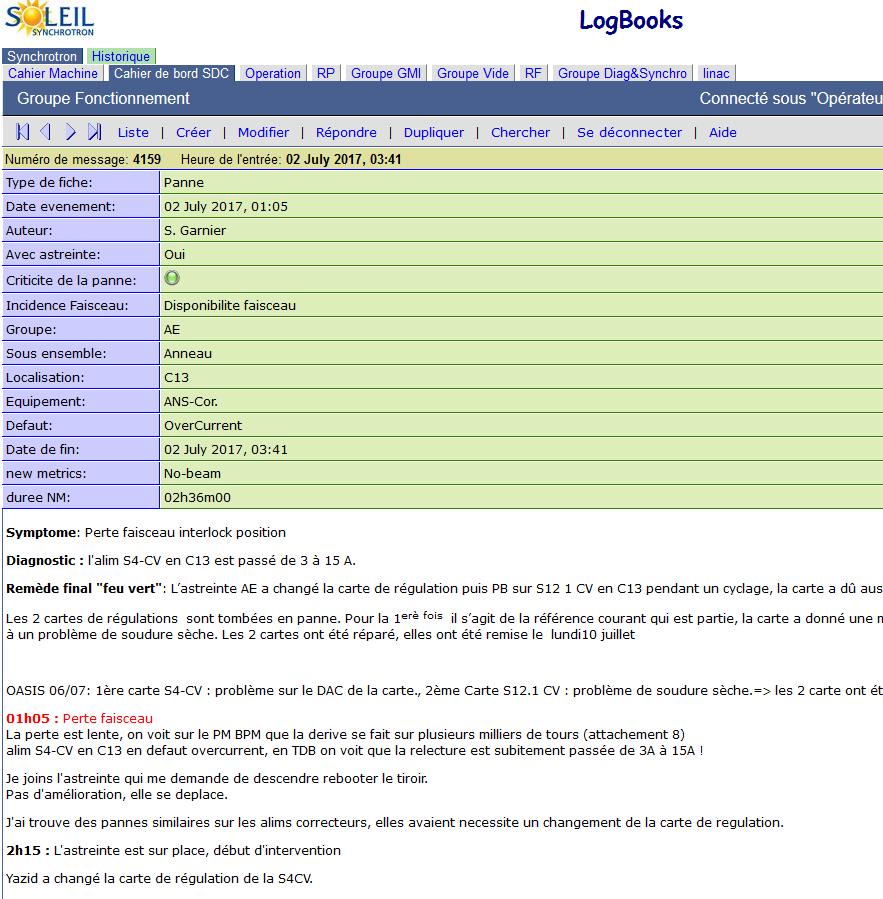 SOLEIL
SYNCHROTRON
LogBooks
Synchrotron Historique
Cahier Machine Cahier de bord SDC Operation RP Groupe GMI Groupe Vide RF Groupe Diag&Synchro linac
Groupe Fonctionnement Connecté sous "Opérateu
Liste | Créer | Modifier | Répondre | Dupliquer | Chercher | Se déconnecter | Aide
Numéro de message: 4159 Heure de l'entrée: 02 July 2017, 03:41
Type de fiche: Panne
Date evenement: 02 July 2017, 01:05
Auteur: S. Garnier
Avec astreinte: Oui
Criticite de la panne:
Incidence Faisceau: Disponibilite faisceau
Groupe: AE
Sous ensemble: Anneau
Localisation: C13
Equipement: ANS-Cor.
Defaut: OverCurrent
Date de fin: 02 July 2017, 03:41
new metrics: No-beam
duree NM: 02h36m00
Symptome: Perte faisceau interlock position
Diagnostic : l'alim S4-CV en C13 est passé de 3 à 15 A.
Remède final "feu vert": L'astreinte AE a changé la carte de régulation puis PB sur S12 1 CV en C13 pendant un cyclage, la carte a dû aus
Les 2 cartes de régulations sont tombées en panne. Pour la 1erè fois il s'agit de la référence courant qui est partie, la carte a donné une m
à un problème de soudure sèche. Les 2 cartes ont été réparé, elles ont été remise le lundi10 juillet
OASIS 06/07: 1ère carte S4-CV : problème sur le DAC de la carte., 2ème Carte S12.1 CV : problème de soudure sèche.=> les 2 carte ont ét
01h05 : Perte faisceau
La perte est lente, on voit sur le PM BPM que la derive se fait sur plusieurs milliers de tours (attachement 8)
alim S4-CV en C13 en defaut overcurrent, en TDB on voit que la relecture est subitement passée de 3A à 15A !
Je joins l'astreinte qui me demande de descendre rebooter le tiroir.
Pas d'amélioration, elle se deplace.
J'ai trouve des pannes similaires sur les alims correcteurs, elles avaient necessite un changement de la carte de regulation.
2h15 : L'astreinte est sur place, début d'intervention
Yazid a changé la carte de régulation de la S4CV.